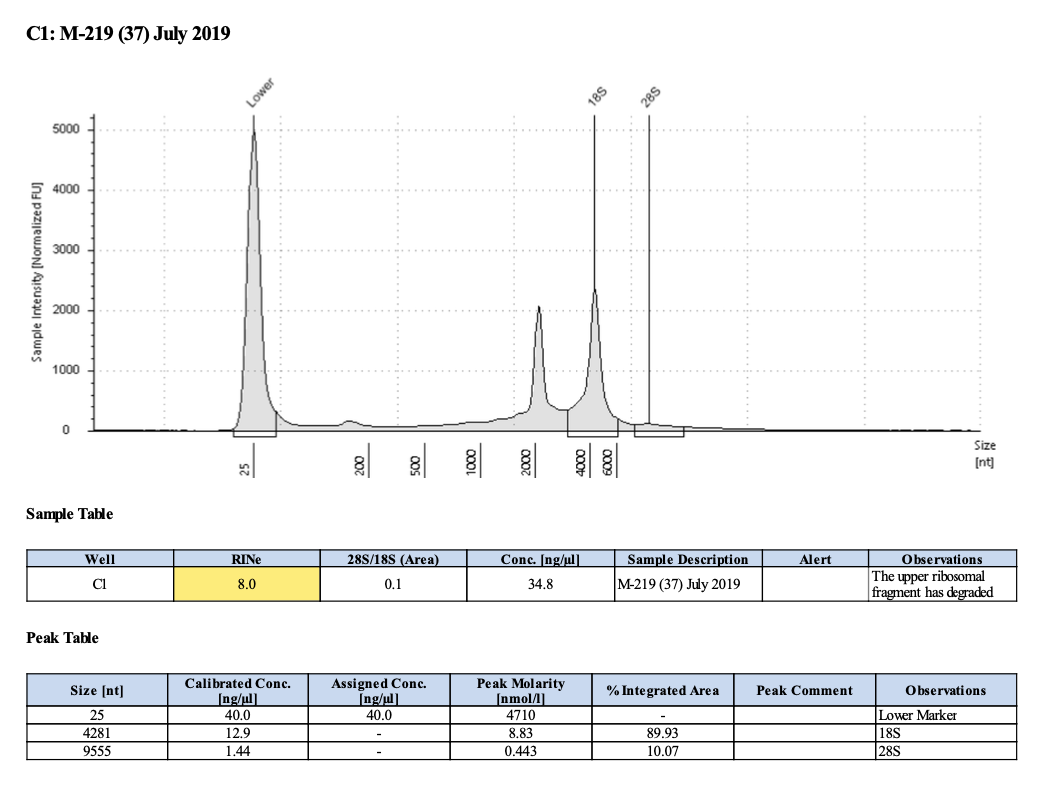 C1: M-219 (37) July 2019
Lower
18S
28S
Sample Intensity [Normalized FU]
5000
4000
3000
2000
1000
0
25
200
500
1000
2000
4000
6000
Size
[nt]
Sample Table
Well RINe 28S/18S (Area) Conc. [ng/µl] Sample Description Alert Observations
C1 8.0 0.1 34.8 M-219 (37) July 2019 The upper ribosomal
fragment has degraded
Peak Table
Size [nt] Calibrated Conc. [ng/µl] Assigned Conc. [ng/µl] Peak Molarity [nmol/l] % Integrated Area Peak Comment Observations
25 40.0 40.0 4710 - Lower Marker
4281 12.9 - 8.83 89.93 18S
9555 1.44 - 0.443 10.07 28S